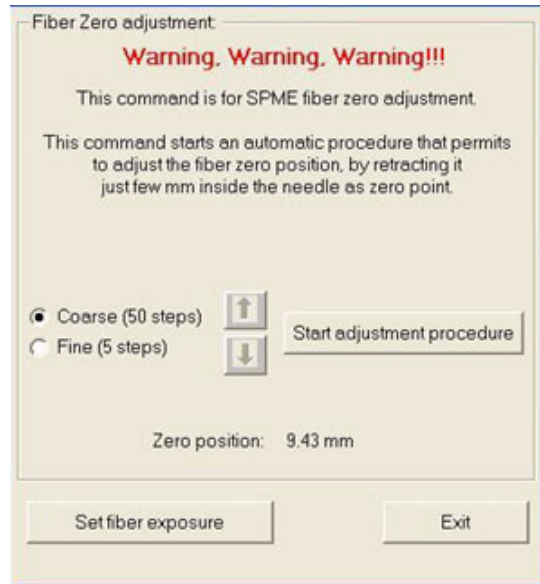 Fiber Zero adjustment:
Warning, Warning, Warning!!!
This command is for SPME fiber zero adjustment.
This command starts an automatic procedure that permits
to adjust the fiber zero position, by retracting it
just few mm inside the needle as zero point.
Coarse (50 steps)
Fine (5 steps)
Start adjustment procedure
Zero position: 9.43 mm
Set fiber exposure
Exit